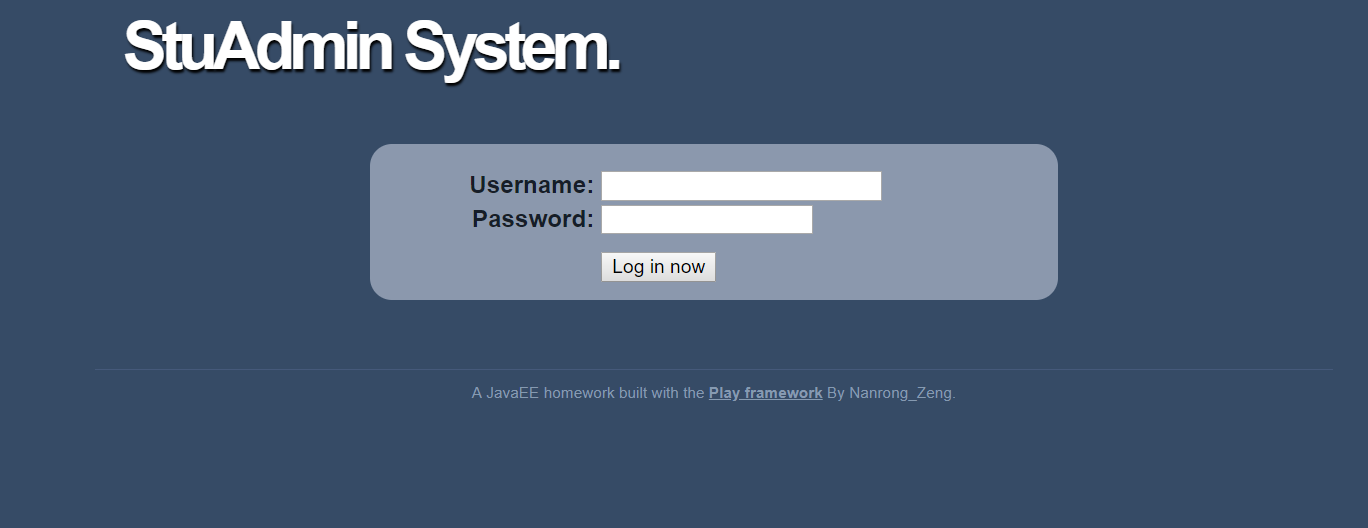 StuAdmin System.
Username:
Password:
Log in now
A JavaEE homework built with the Play framework By Nanrong_Zeng.